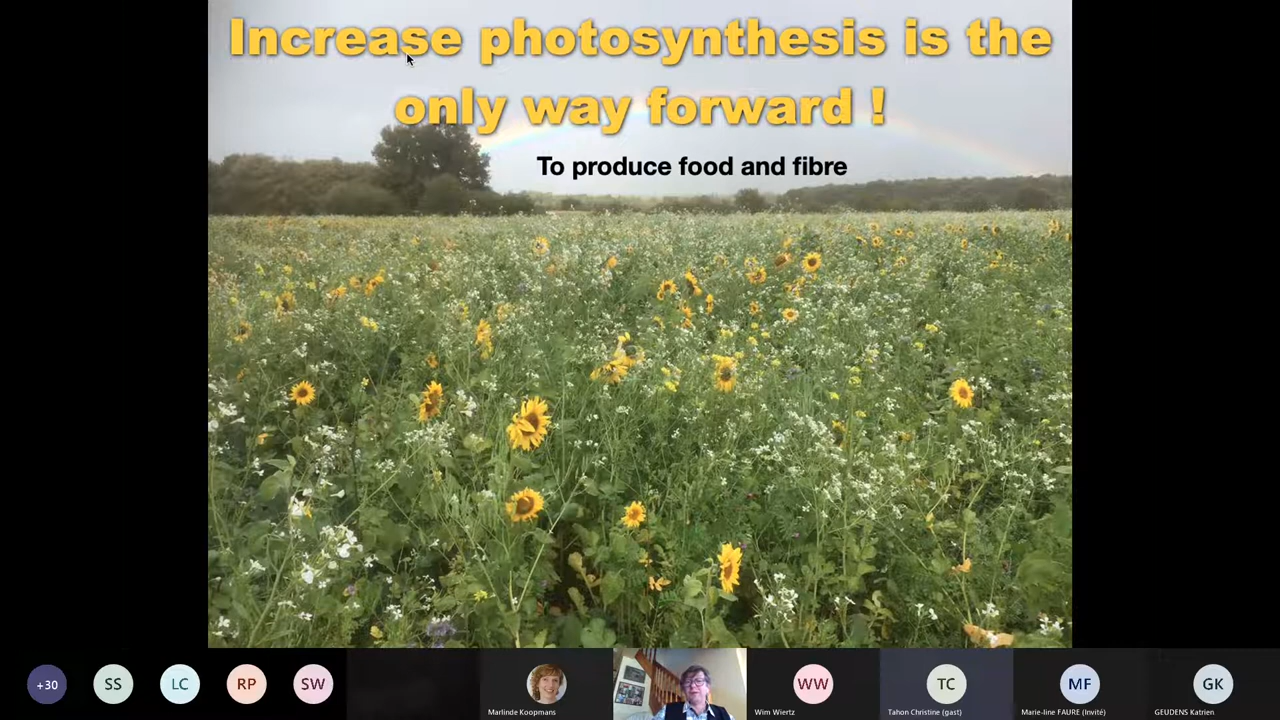 Increase photosynthesis is the
only way forward !
To produce food and fibre
+30
SS
LC
RP
SW
Marlinde Koopmans
WW
Wim Wiertz
TC
Tahon Christine (gast)
MF
Marie-line FAURE (Invité)
GK
GEUDENS Katrien